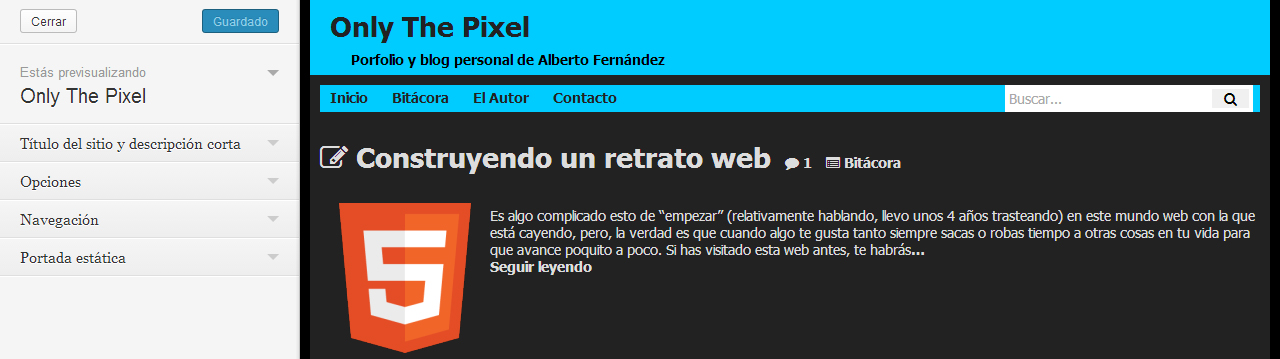 Cerrar
Guardado
Estás previsualizando
Only The Pixel
Título del sitio y descripción corta
Opciones
Navegación
Portada estática
Only The Pixel
Porfolio y blog personal de Alberto Fernández
Inicio Bitácora El Autor Contacto Buscar...
Construyendo un retrato web 1 Bitácora
Es algo complicado esto de “empezar” (relativamente hablando, llevo unos 4 años trasteando) en este mundo web con la que
está cayendo, pero, la verdad es que cuando algo te gusta tanto siempre sacas o robas tiempo a otras cosas en tu vida para
que avance poquito a poco. Si has visitado esta web antes, te habrás...
Seguir leyendo
5